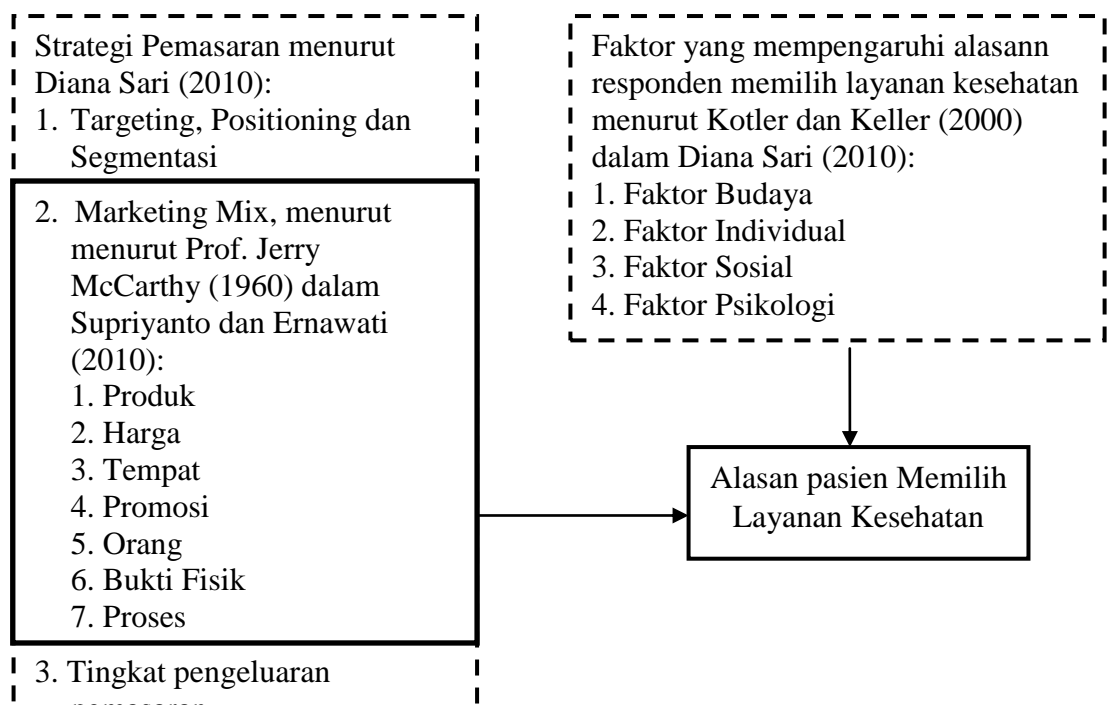 Strategi Pemasaran menurut
Diana Sari (2010):
1. Targeting, Positioning dan
Segmentasi
2. Marketing Mix, menurut
menurut Prof. Jerry
McCarthy (1960) dalam
Supriyanto dan Ernawati
(2010):
1. Produk
2. Harga
3. Tempat
4. Promosi
5. Orang
6. Bukti Fisik
7. Proses
3. Tingkat pengeluaran
Faktor yang mempengaruhi alasann
responden memilih layanan kesehatan
menurut Kotler dan Keller (2000)
dalam Diana Sari (2010):
1. Faktor Budaya
2. Faktor Individual
3. Faktor Sosial
4. Faktor Psikologi
Alasan pasien Memilih
Layanan Kesehatan